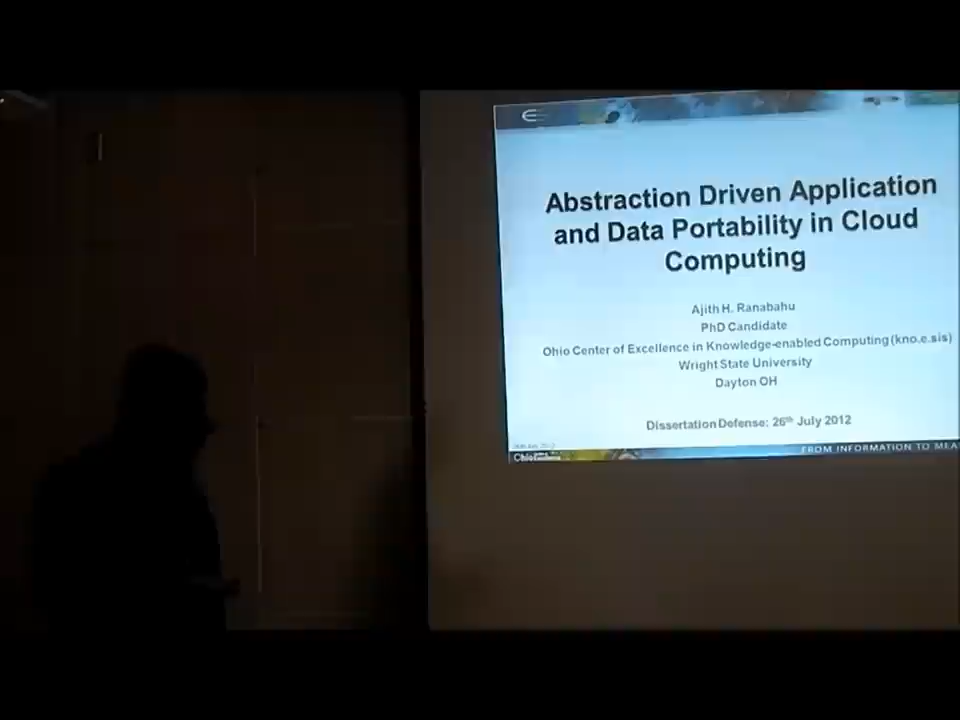 Abstraction Driven Application
and Data Portability in Cloud
Computing
Ajith H. Ranabahu
PhD Candidate
Ohio Center of Excellence in Knowledge-enabled Computing (kno.e.sis)
Wright State University
Dayton OH
Dissertation Defense: 26th July 2012
FROM INFORMATION TO MEA